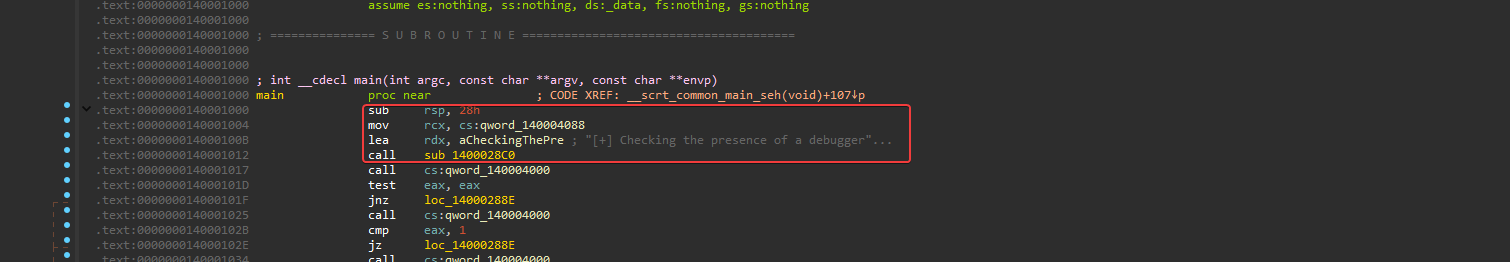 assume es:nothing, ss:nothing, ds:_data, fs:nothing, gs:nothing
.text:0000000140001000
.text:0000000140001000
.text:0000000140001000 ; =============== S U B R O U T I N E =======================================
.text:0000000140001000
.text:0000000140001000
.text:0000000140001000 ; int __cdecl main(int argc, const char **argv, const char **envp)
.text:0000000140001000 main proc near ; CODE XREF: __scrt_common_main_seh(void)+107↓p
.text:0000000140001000 sub rsp, 28h
.text:0000000140001004 mov rcx, cs:qword_140004088
.text:000000014000100B lea rdx, aCheckingThePre ; "[+] Checking the presence of a debugger"...
.text:0000000140001012 call sub_1400028C0
.text:0000000140001017 call cs:qword_140004000
.text:000000014000101D test eax, eax
.text:000000014000101F jnz loc_14000288E
.text:0000000140001025 call cs:qword_140004000
.text:000000014000102B cmp eax, 1
.text:000000014000102E jz loc_14000288E
.text:0000000140001034 call cs:qword_140004000